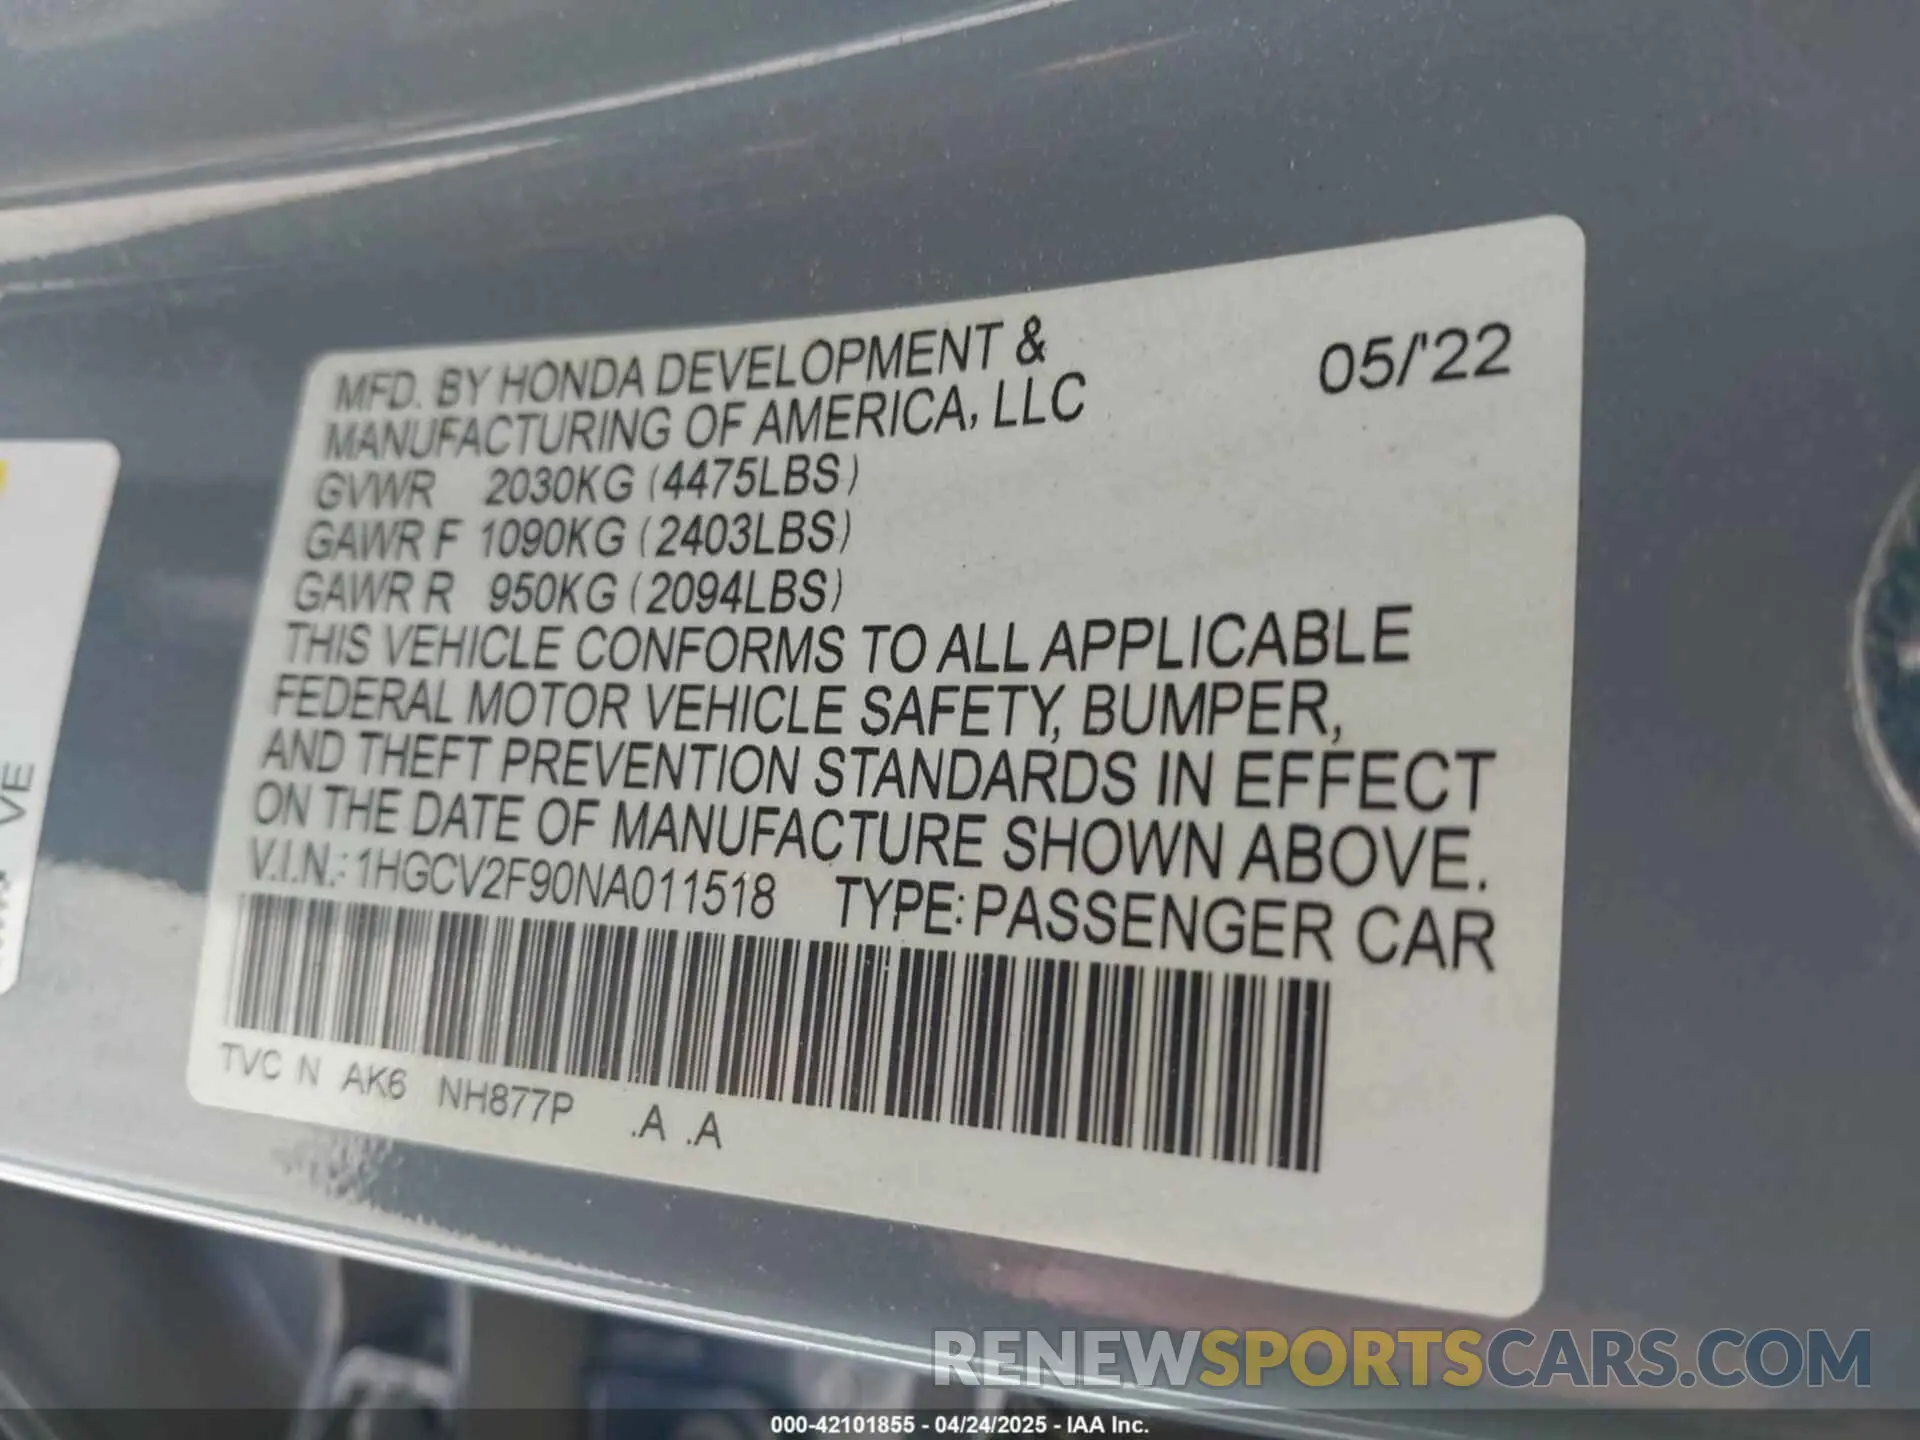 MFD. BY HONDA DEVELOPMENT &
MANUFACTURING OF AMERICA, LLC
05/'22
GVWR 2030KG (4475LBS)
GAWR F 1090KG (2403LBS)
GAWR R 950KG (2094LBS)
THIS VEHICLE CONFORMS TO ALL APPLICABLE
FEDERAL MOTOR VEHICLE SAFETY, BUMPER,
AND THEFT PREVENTION STANDARDS IN EFFECT
ON THE DATE OF MANUFACTURE SHOWN ABOVE.
V.I.N.: 1HGCV2F90NA011518 TYPE: PASSENGER CAR
TVC N AK6 NH877P .A .A
VE
RENEWSPORTSCARS.COM
000-42101855 - 04/24/2025 - IAA Inc.